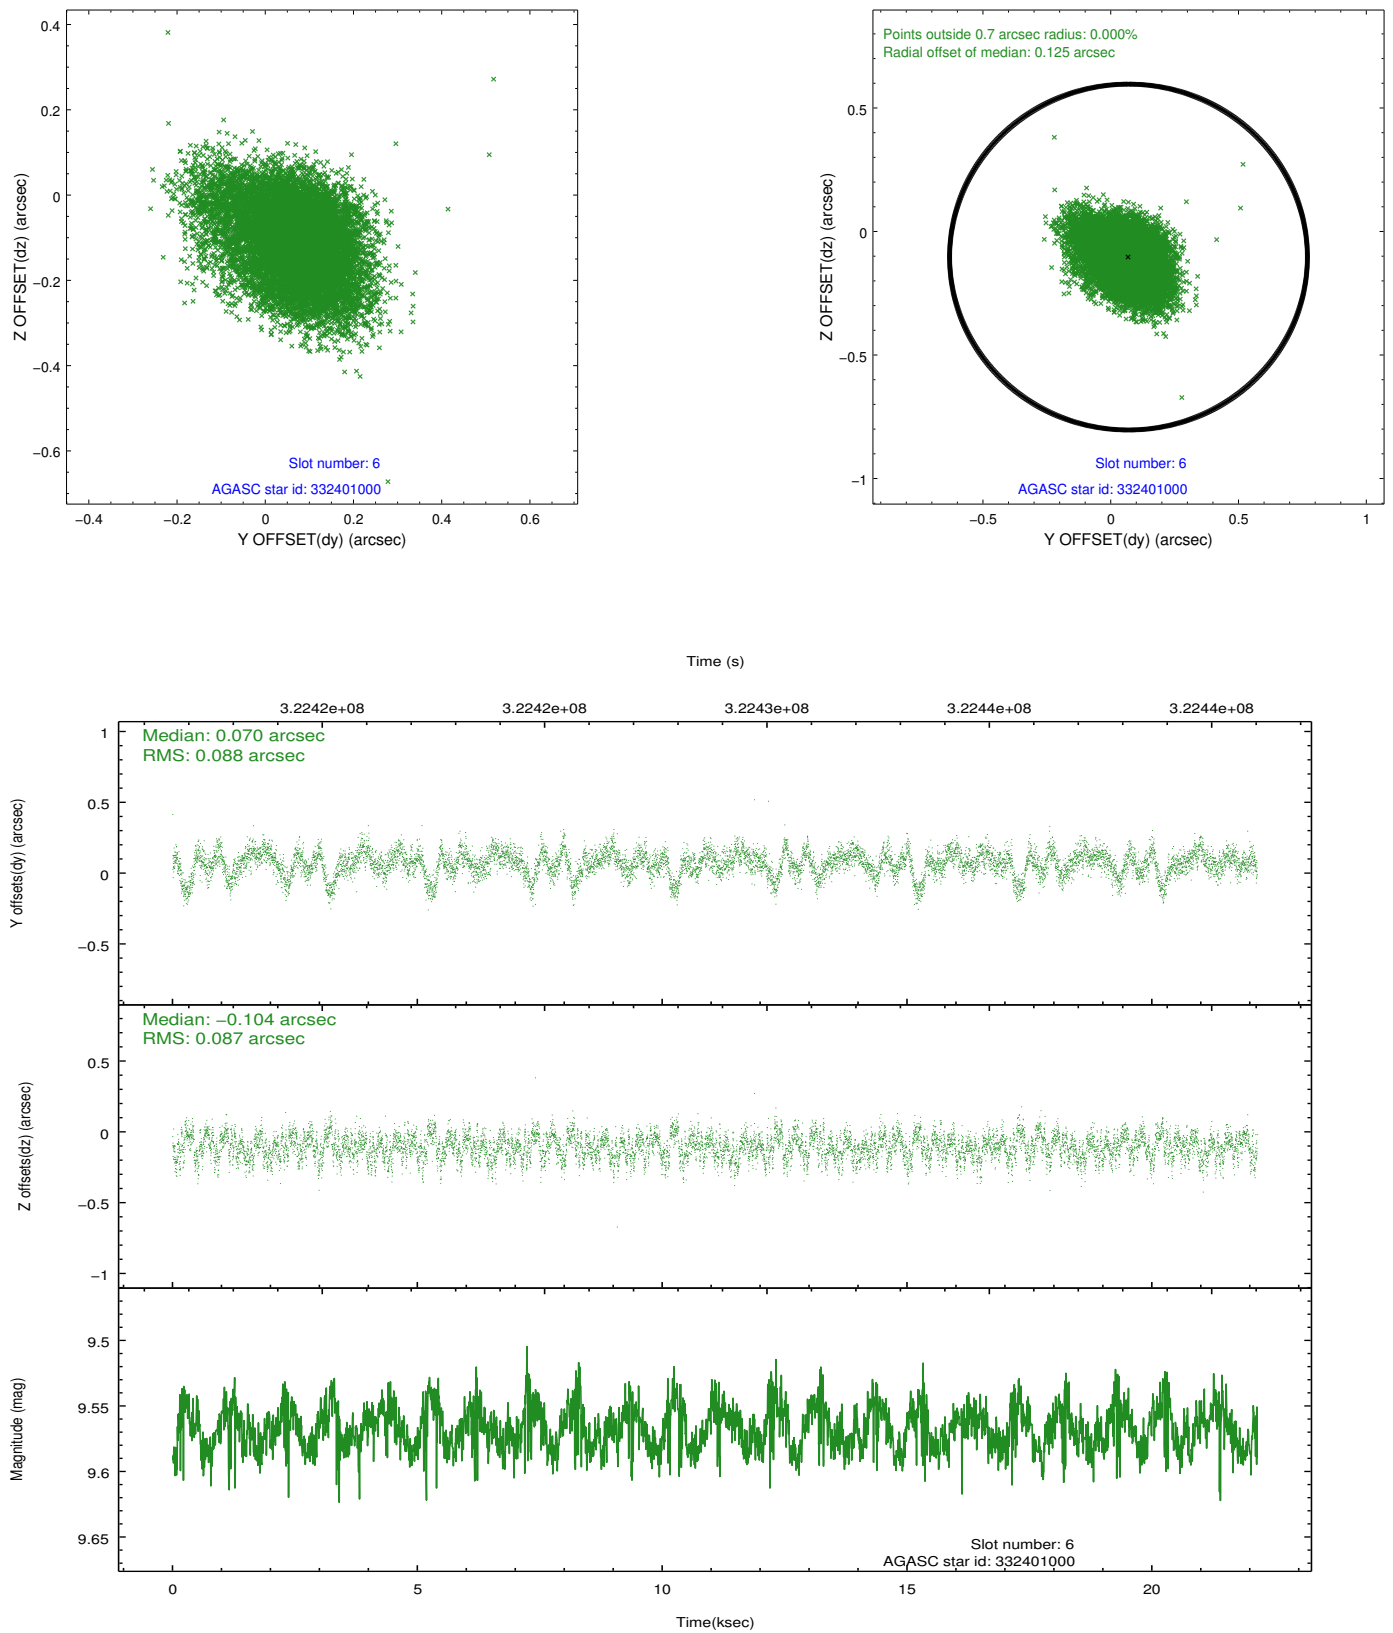 0.4
0.2
0
−0.2
−0.4
−0.6
Z OFFSET(dz) (arcsec)
Slot number: 6
AGASC star id: 332401000
−0.4 −0.2 0 0.2 0.4 0.6
Y OFFSET(dy) (arcsec)
Points outside 0.7 arcsec radius: 0.000%
Radial offset of median: 0.125 arcsec
0.5
0
−0.5
−1
Z OFFSET(dz) (arcsec)
Slot number: 6
AGASC star id: 332401000
−0.5 0 0.5 1
Y OFFSET(dy) (arcsec)
Time (s)
3.2242e+08 3.2242e+08 3.2243e+08 3.2244e+08 3.2244e+08
Median: 0.070 arcsec
RMS: 0.088 arcsec
1
0.5
0
−0.5
Y offsets(dy) (arcsec)
Median: −0.104 arcsec
RMS: 0.087 arcsec
0.5
0
−0.5
−1
Z offsets(dz) (arcsec)
9.5
9.55
9.6
9.65
Magnitude (mag)
Slot number: 6
AGASC star id: 332401000
0 5 10 15 20
Time(ksec)